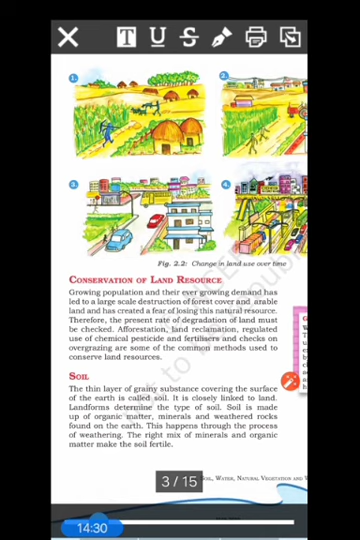 T U S
1.
2.
3.
4.
Fig. 2.2: Change in land use over time
CONSERVATION OF LAND RESOURCE
Growing population and their ever growing demand has
led to a large scale destruction of forest cover and arable
land and has created a fear of losing this natural resource.
Therefore, the present rate of degradation of land must
be checked. Afforestation, land reclamation, regulated
use of chemical pesticide and fertilisers and checks on
overgrazing are some of the common methods used to
conserve land resources.
SOIL
The thin layer of grainy substance covering the surface
of the earth is called soil. It is closely linked to land.
Landforms determine the type of soil. Soil is made
up of organic matter, minerals and weathered rocks
found on the earth. This happens through the process
of weathering. The right mix of minerals and organic
matter make the soil fertile.
3 / 15
SOIL, WATER, NATURAL VEGETATION AND
14:30